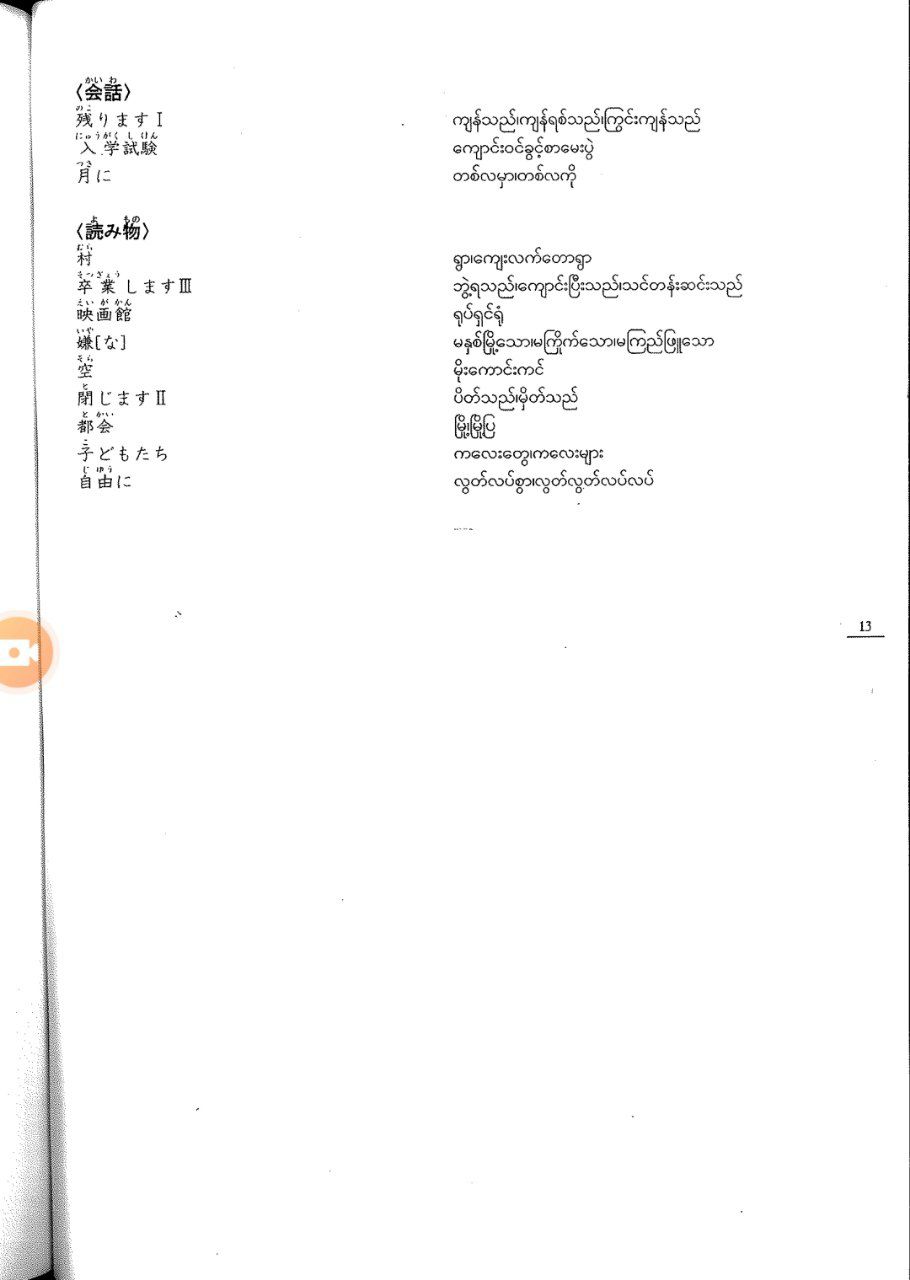 〈会話〉
残りますⅠ ကျန်သည်၊ကျန်ရစ်သည်၊ကြွင်းကျန်သည်
入学試験 ကျောင်းဝင်ခွင့်စာမေးပွဲ
月に တစ်လမှာ၊တစ်လကို
〈読み物〉
村 ရွာ၊ကျေးလက်တောရွာ
卒業しますⅢ ဘွဲ့ရသည်၊ကျောင်းပြီးသည်၊သင်တန်းဆင်းသည်
映画館 ရုပ်ရှင်ရုံ
嫌[な] မနှစ်မြို့သော၊မကြိုက်သော၊မကြည်ဖြူသော
空 မိုးကောင်းကင်
閉じますⅡ ပိတ်သည်၊မှိတ်သည်
都会 မြို့၊မြို့ပြ
子どもたち ကလေးတွေ၊ကလေးများ
自由に လွတ်လပ်စွာ၊လွတ်လွတ်လပ်လပ်
13